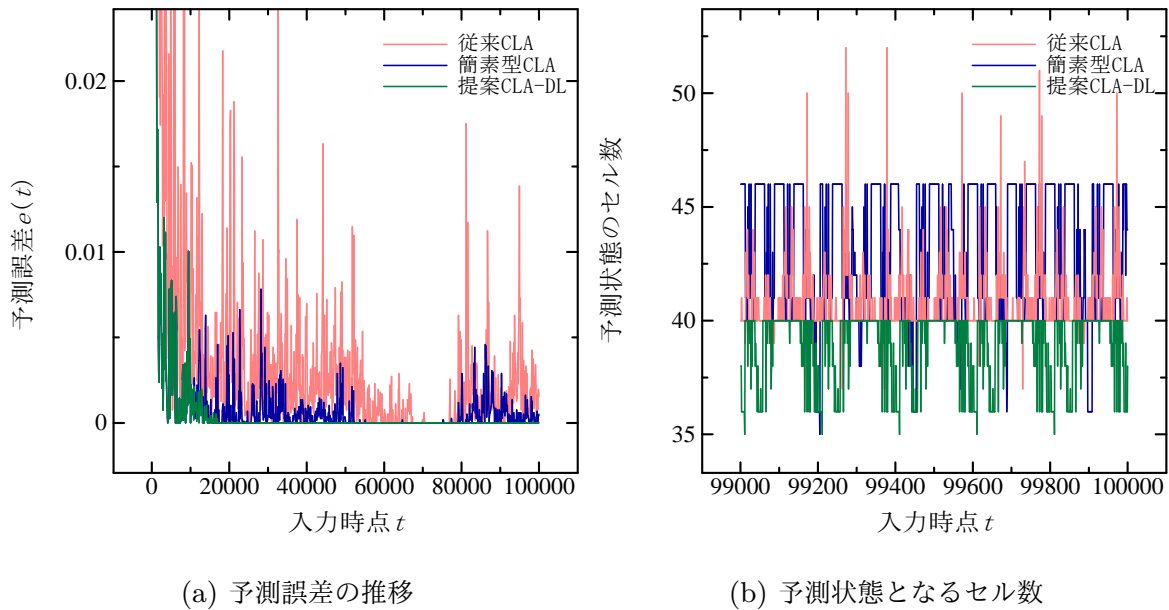 従来CLA
簡素型CLA
提案CLA-DL
0.02
0.01
0
予測誤差e(t)
0 20000 40000 60000 80000 100000
入力時点t
(a) 予測誤差の推移
従来CLA
簡素型CLA
提案CLA-DL
50
45
40
35
予測状態のセル数
99000 99200 99400 99600 99800 100000
入力時点t
(b) 予測状態となるセル数